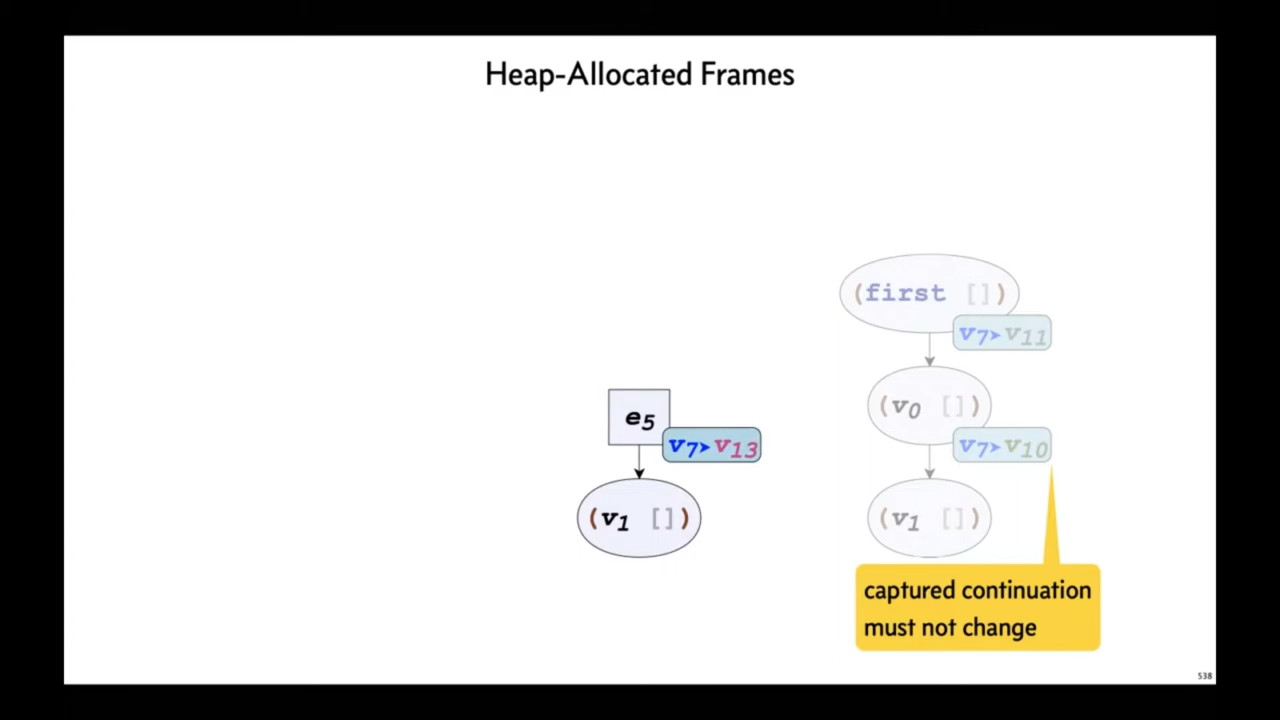 Heap-Allocated Frames
(first [])
v7➤v11
e5
v7➤v13
(v0 [])
v7➤v10
(v1 [])
(v1 [])
captured continuation
must not change
538